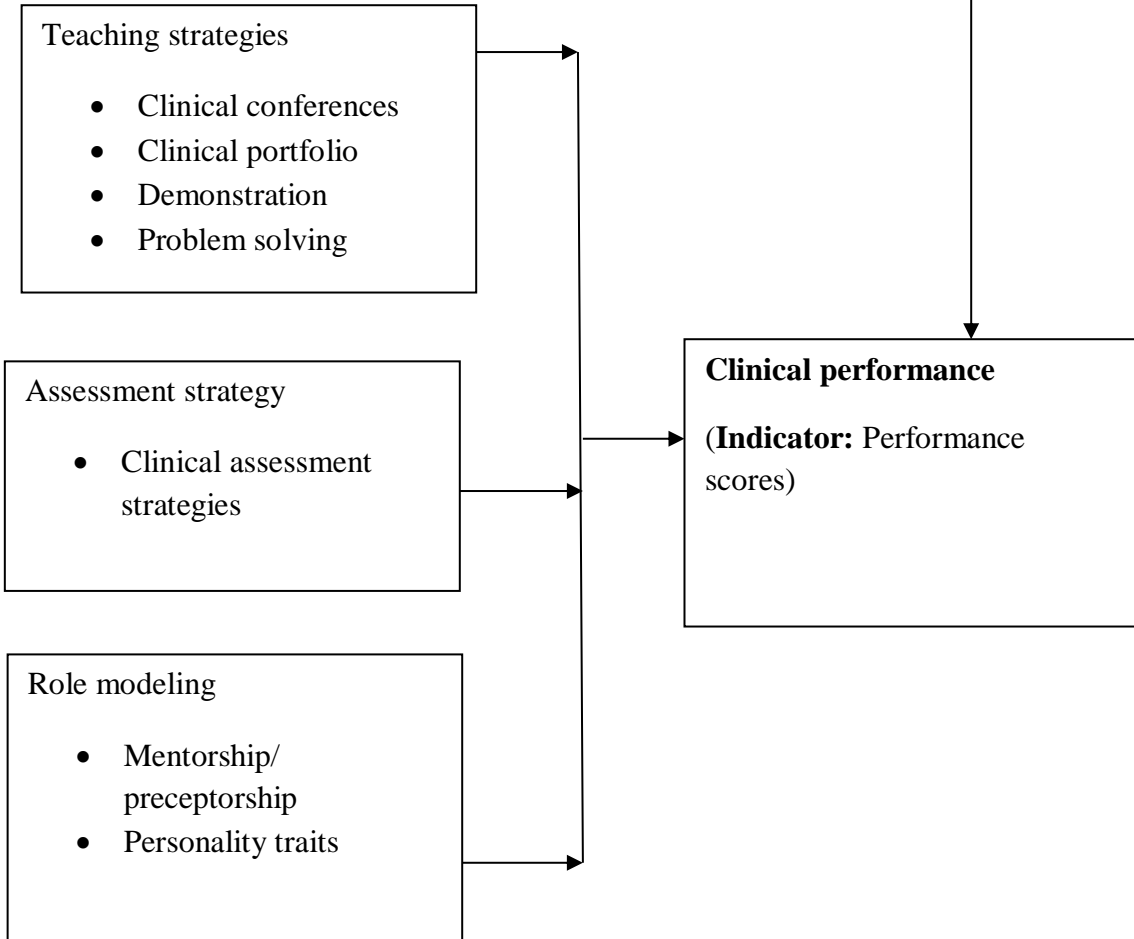 Teaching strategies
• Clinical conferences
• Clinical portfolio
• Demonstration
• Problem solving
Assessment strategy
• Clinical assessment
strategies
Role modeling
• Mentorship/
preceptorship
• Personality traits
Clinical performance
(Indicator: Performance
scores)